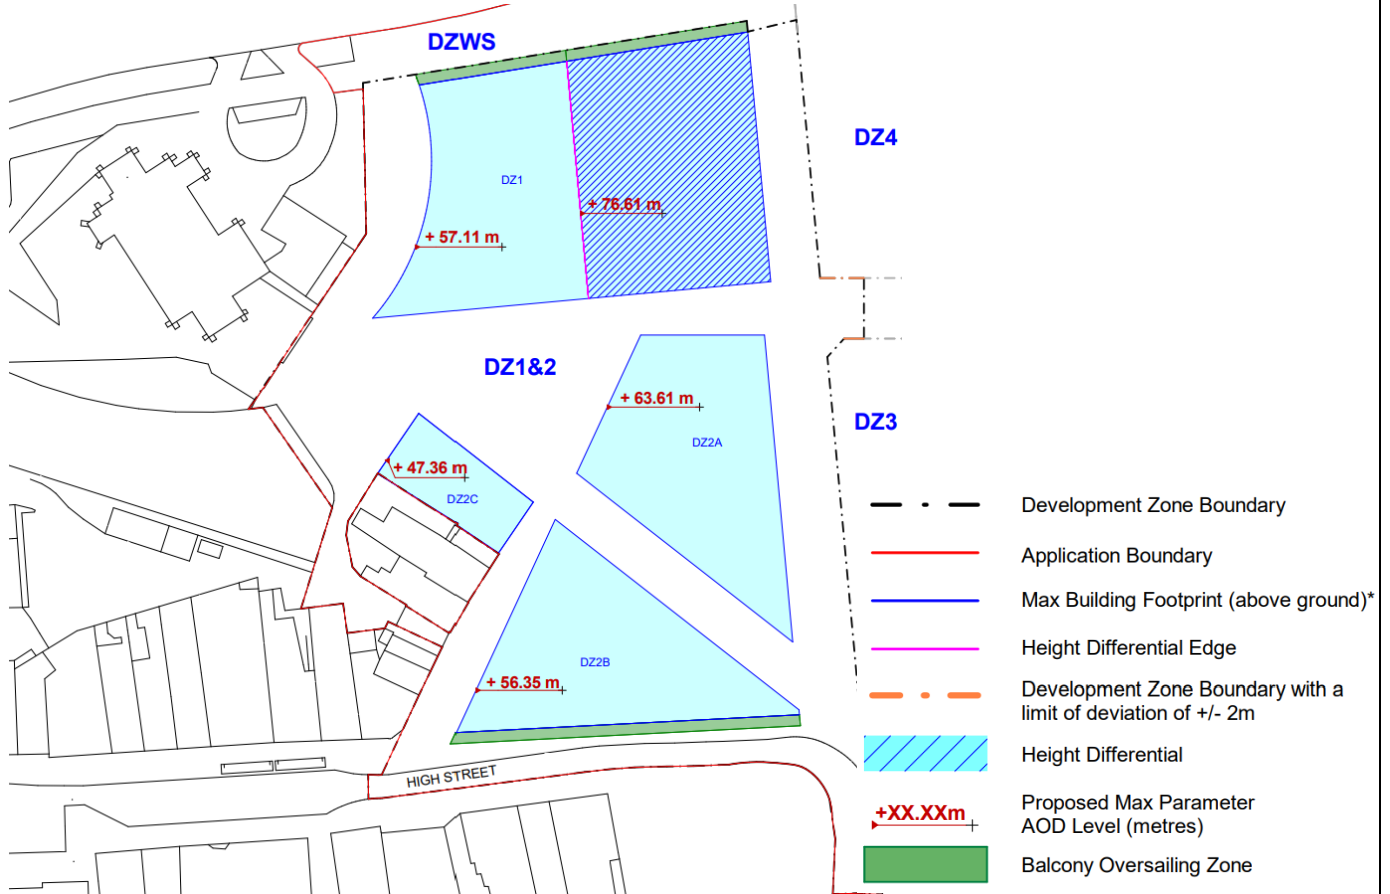 DZWS
DZ4
DZ1
+ 76.61 m
+ 57.11 m
DZ1&2
+ 63.61 m
DZ3
DZ2A
+ 47.36 m
DZ2C
DZ2B
+ 56.35 m
HIGH STREET
Development Zone Boundary
Application Boundary
Max Building Footprint (above ground)*
Height Differential Edge
Development Zone Boundary with a
limit of deviation of +/- 2m
Height Differential
+XX.XXm
Proposed Max Parameter
AOD Level (metres)
Balcony Oversailing Zone